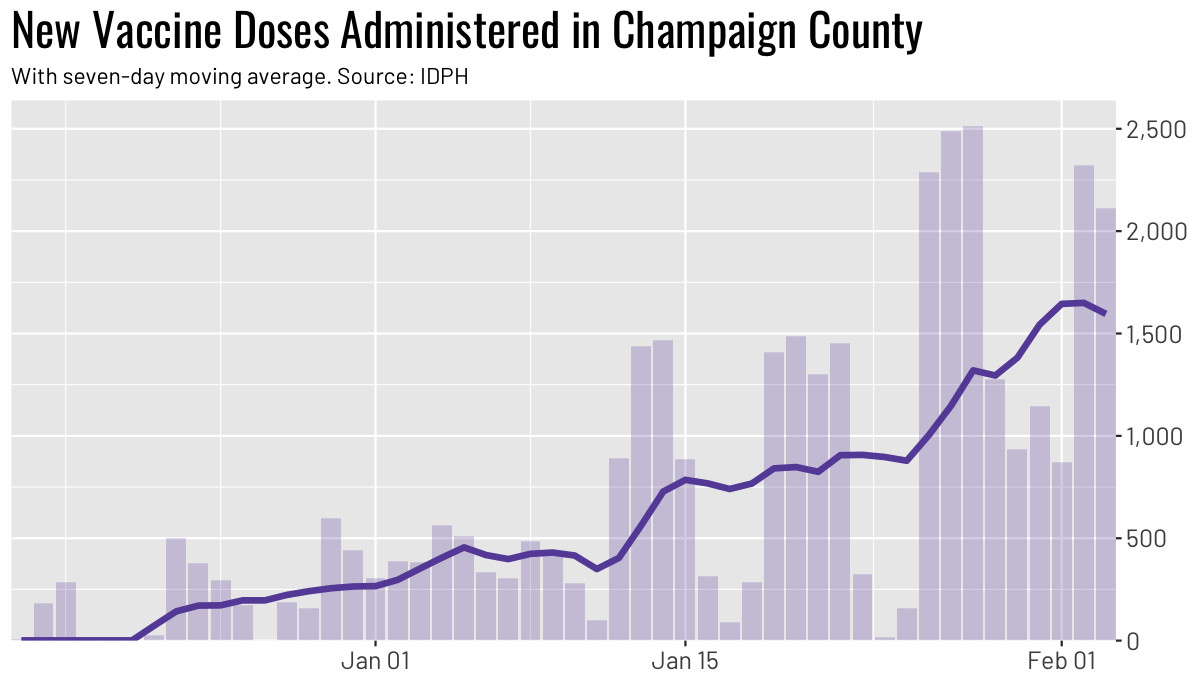 New Vaccine Doses Administered in Champaign County
With seven-day moving average. Source: IDPH
2,500
2,000
1,500
1,000
500
0
Jan 01 Jan 15 Feb 01